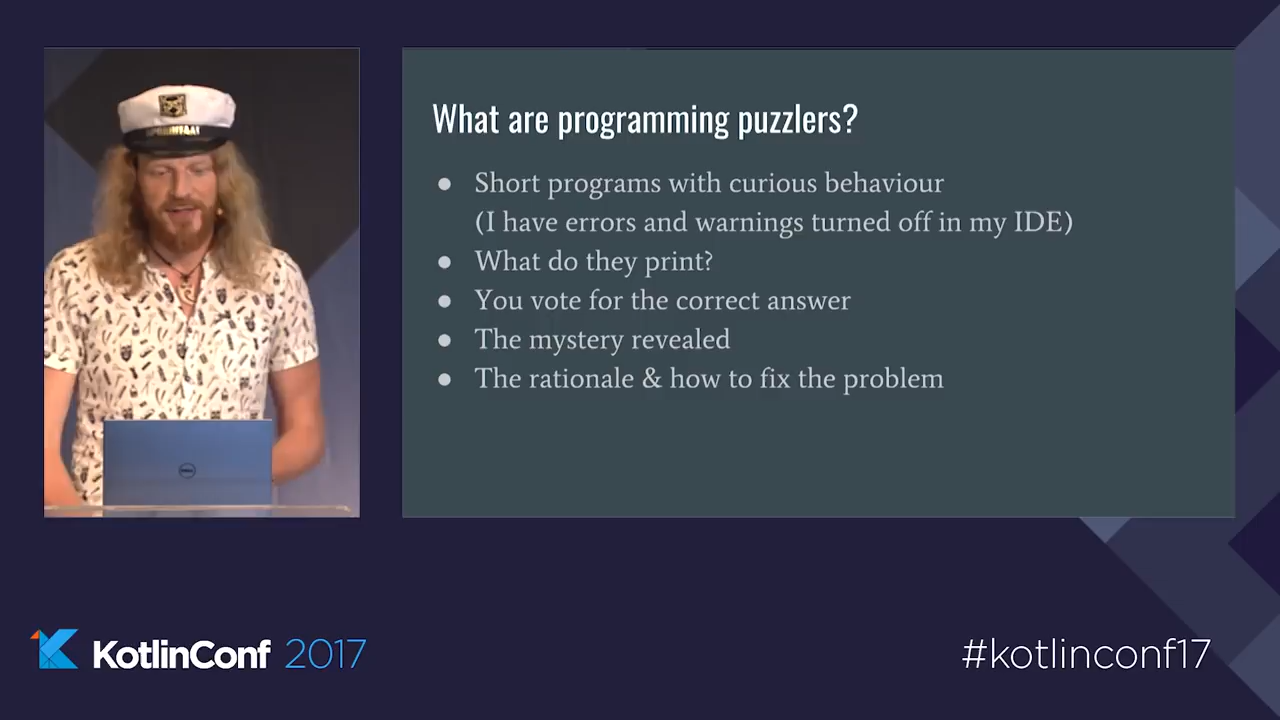 What are programming puzzlers?
● Short programs with curious behaviour
(I have errors and warnings turned off in my IDE)
● What do they print?
● You vote for the correct answer
● The mystery revealed
● The rationale & how to fix the problem
DELL
KotlinConf 2017
#kotlinconf17